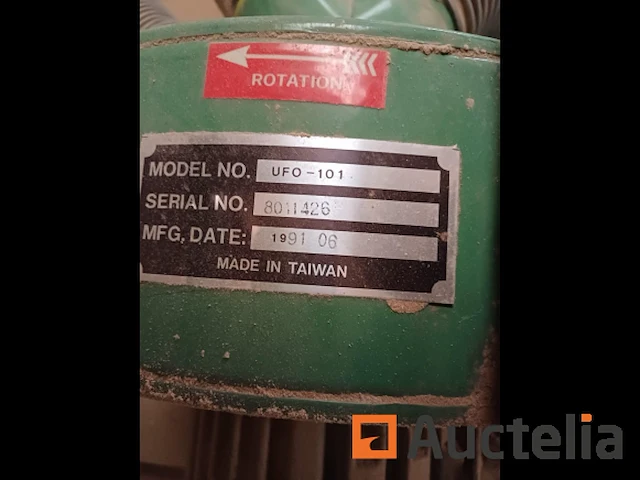 ROTATION
MODEL NO. UFO-101
SERIAL NO. 8011426
MFG, DATE: 1991 06
MADE IN TAIWAN
Auctelia